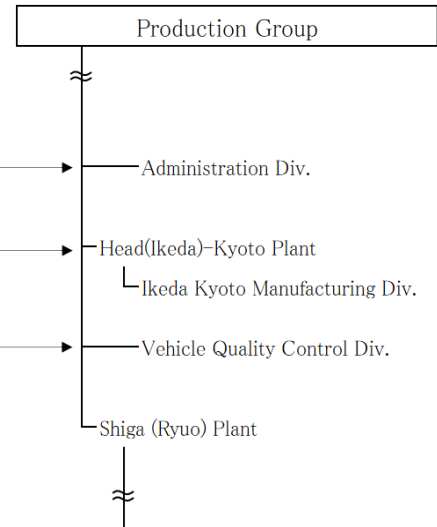 Production Group
Administration Div.
Head(Ikeda)-Kyoto Plant
Ikeda Kyoto Manufacturing Div.
Vehicle Quality Control Div.
Shiga (Ryuo) Plant